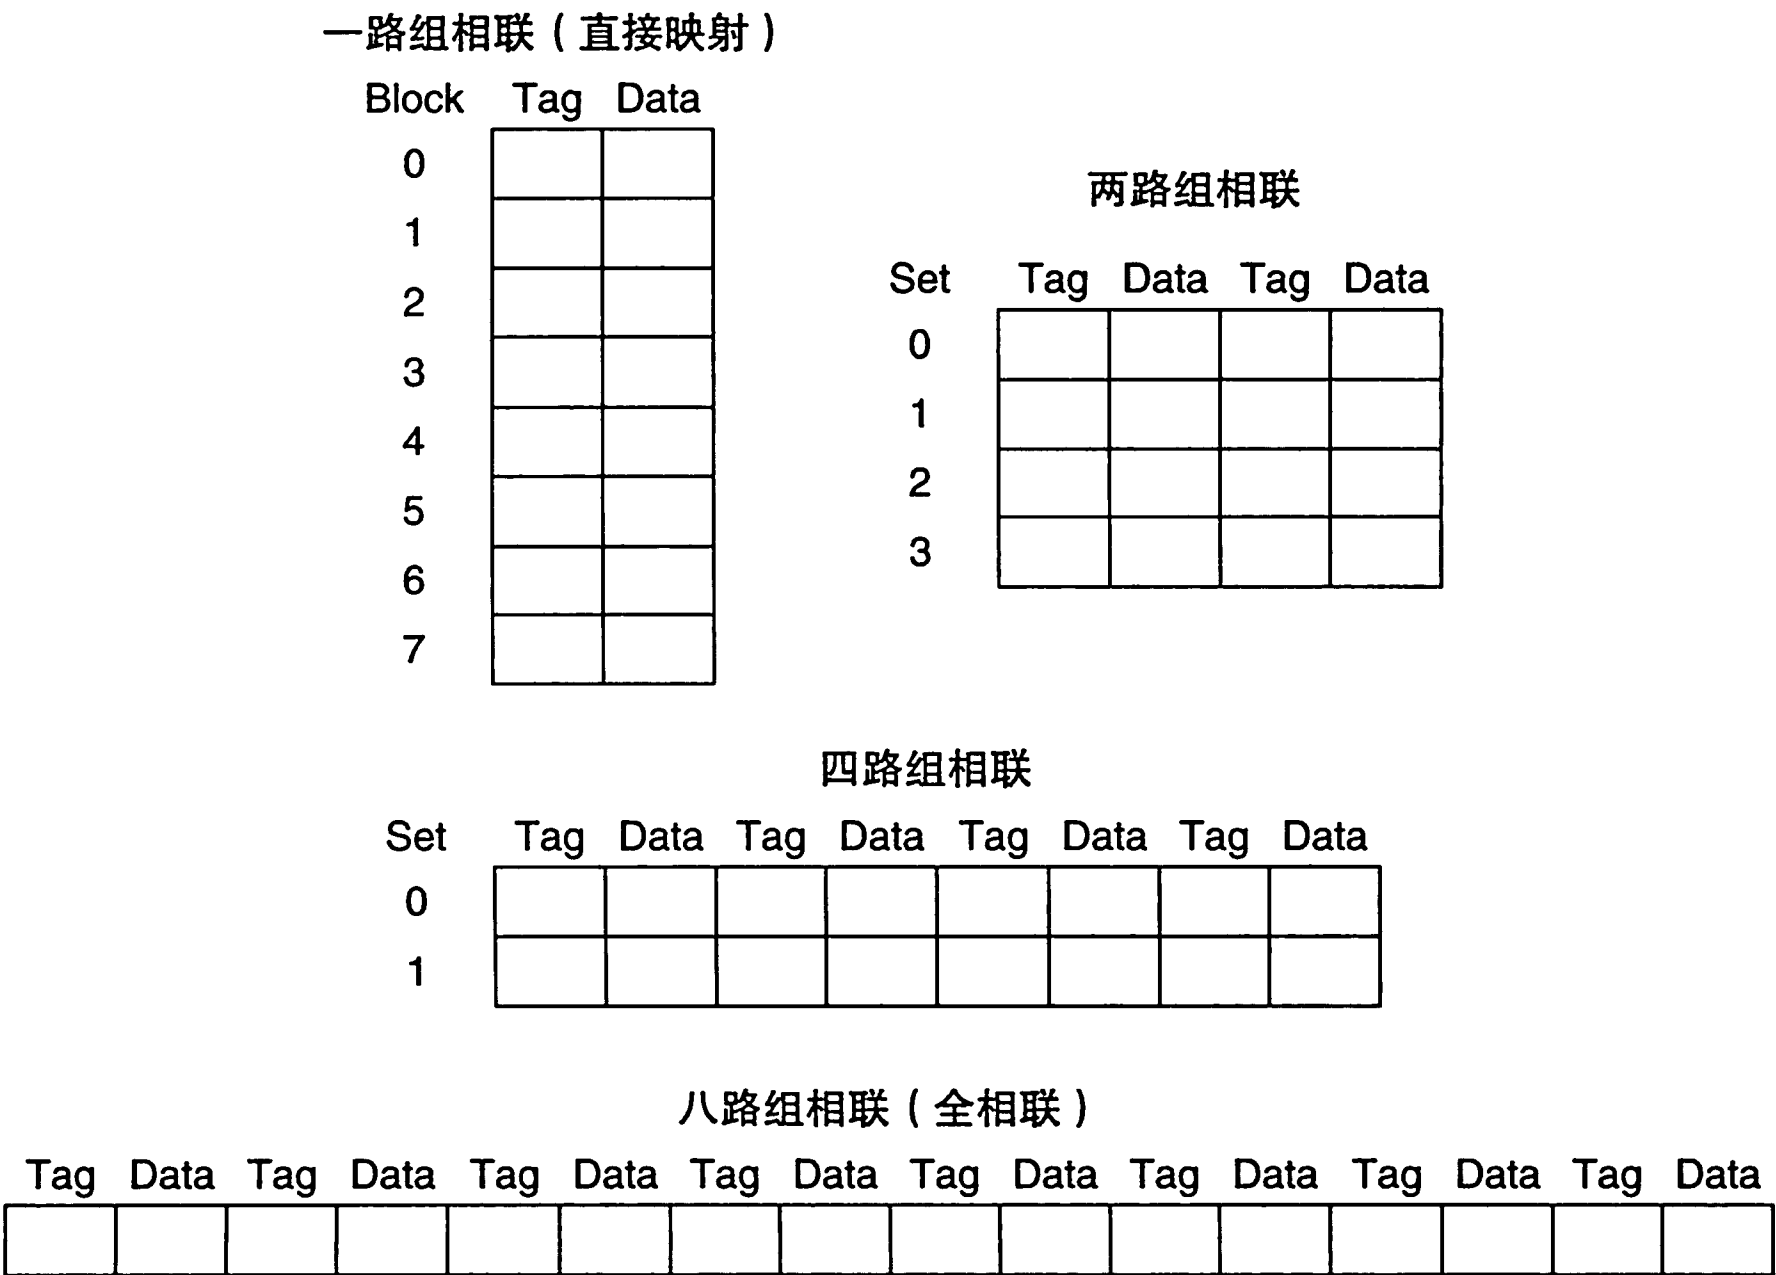 一路组相联（直接映射）
Block Tag Data
0
1
2
3
4
5
6
7
两路组相联
Set Tag Data Tag Data
0
1
2
3
四路组相联
Set Tag Data Tag Data Tag Data Tag Data
0
1
八路组相联（全相联）
Tag Data Tag Data Tag Data Tag Data Tag Data Tag Data Tag Data Tag Data